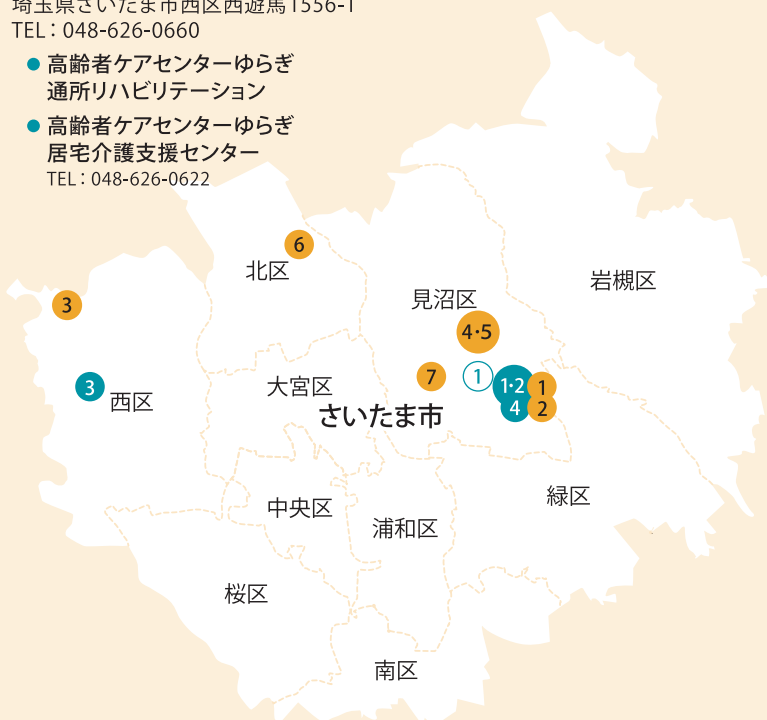 埼玉県さいたま市西区西遊馬1556-1
TEL：048-626-0660
● 高齢者ケアセンターゆらぎ
通所リハビリテーション
● 高齢者ケアセンターゆらぎ
居宅介護支援センター
TEL：048-626-0622
6
北区
岩槻区
見沼区
3
4・5
7
1
1・2
1
3
西区
大宮区
4
2
さいたま市
中央区
緑区
浦和区
桜区
南区